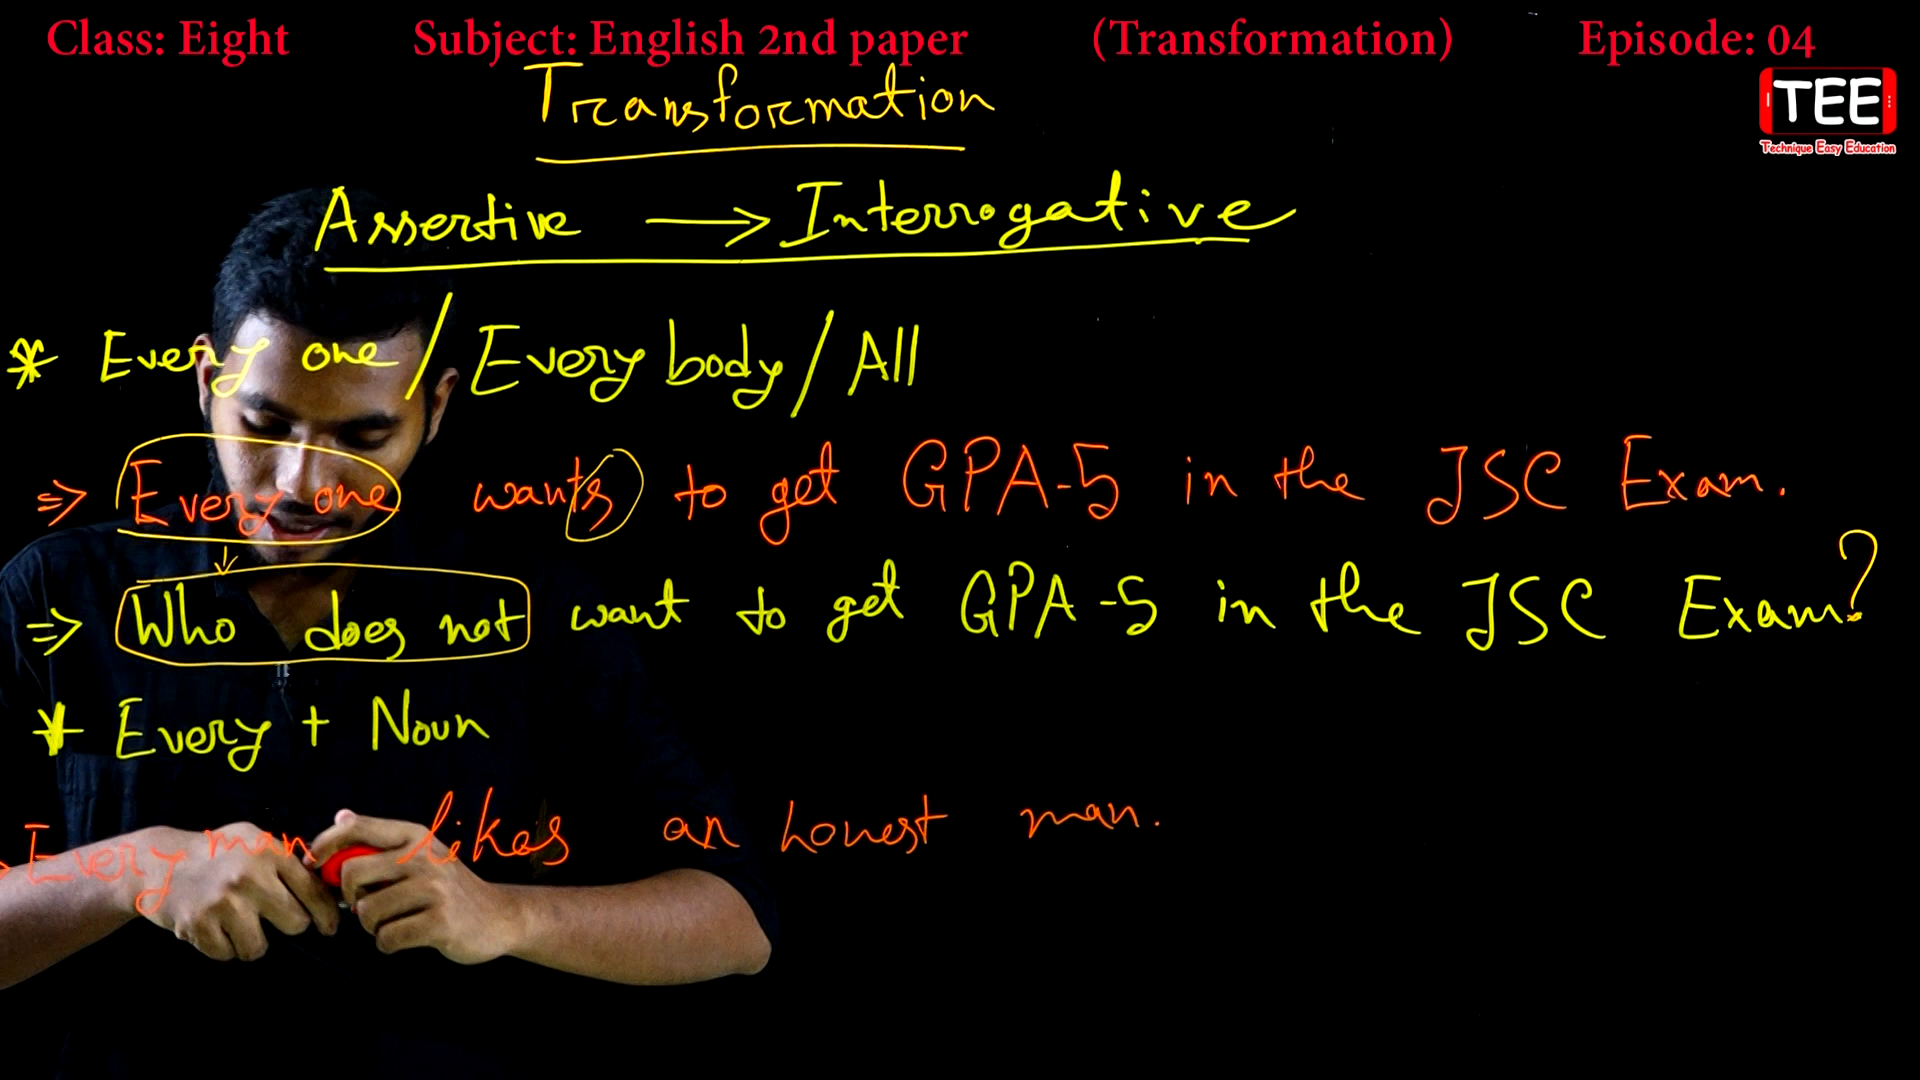 Class: Eight Subject: English 2nd paper (Transformation) Episode: 04
TEE
Technique Easy Education
Transformation
Assertive → Interrogative
* Every one / Every body / All
⇒ Every one wants to get GPA-5 in the JSC Exam.
⇒ Who does not want to get GPA-5 in the JSC Exam?
* Every + Noun
Every man likes an honest man.